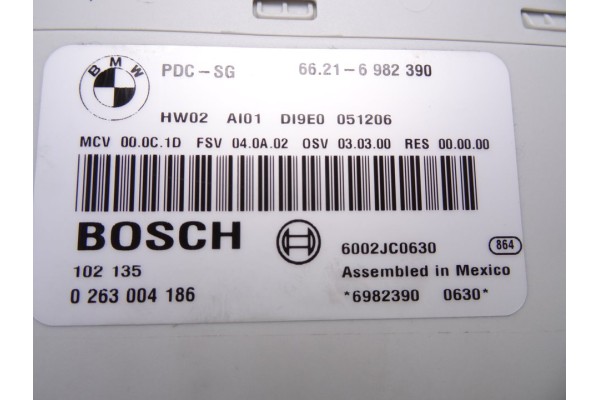 BMW
PDC-SG 66.21-6 982 390
HW02 AI01 DI9E0 051206
MCV 00.0C.1D FSV 04.0A.02 OSV 03.03.00 RES 00.00.00
BOSCH
6002JC0630 864
102 135 Assembled in Mexico
0 263 004 186 *6982390 0630*